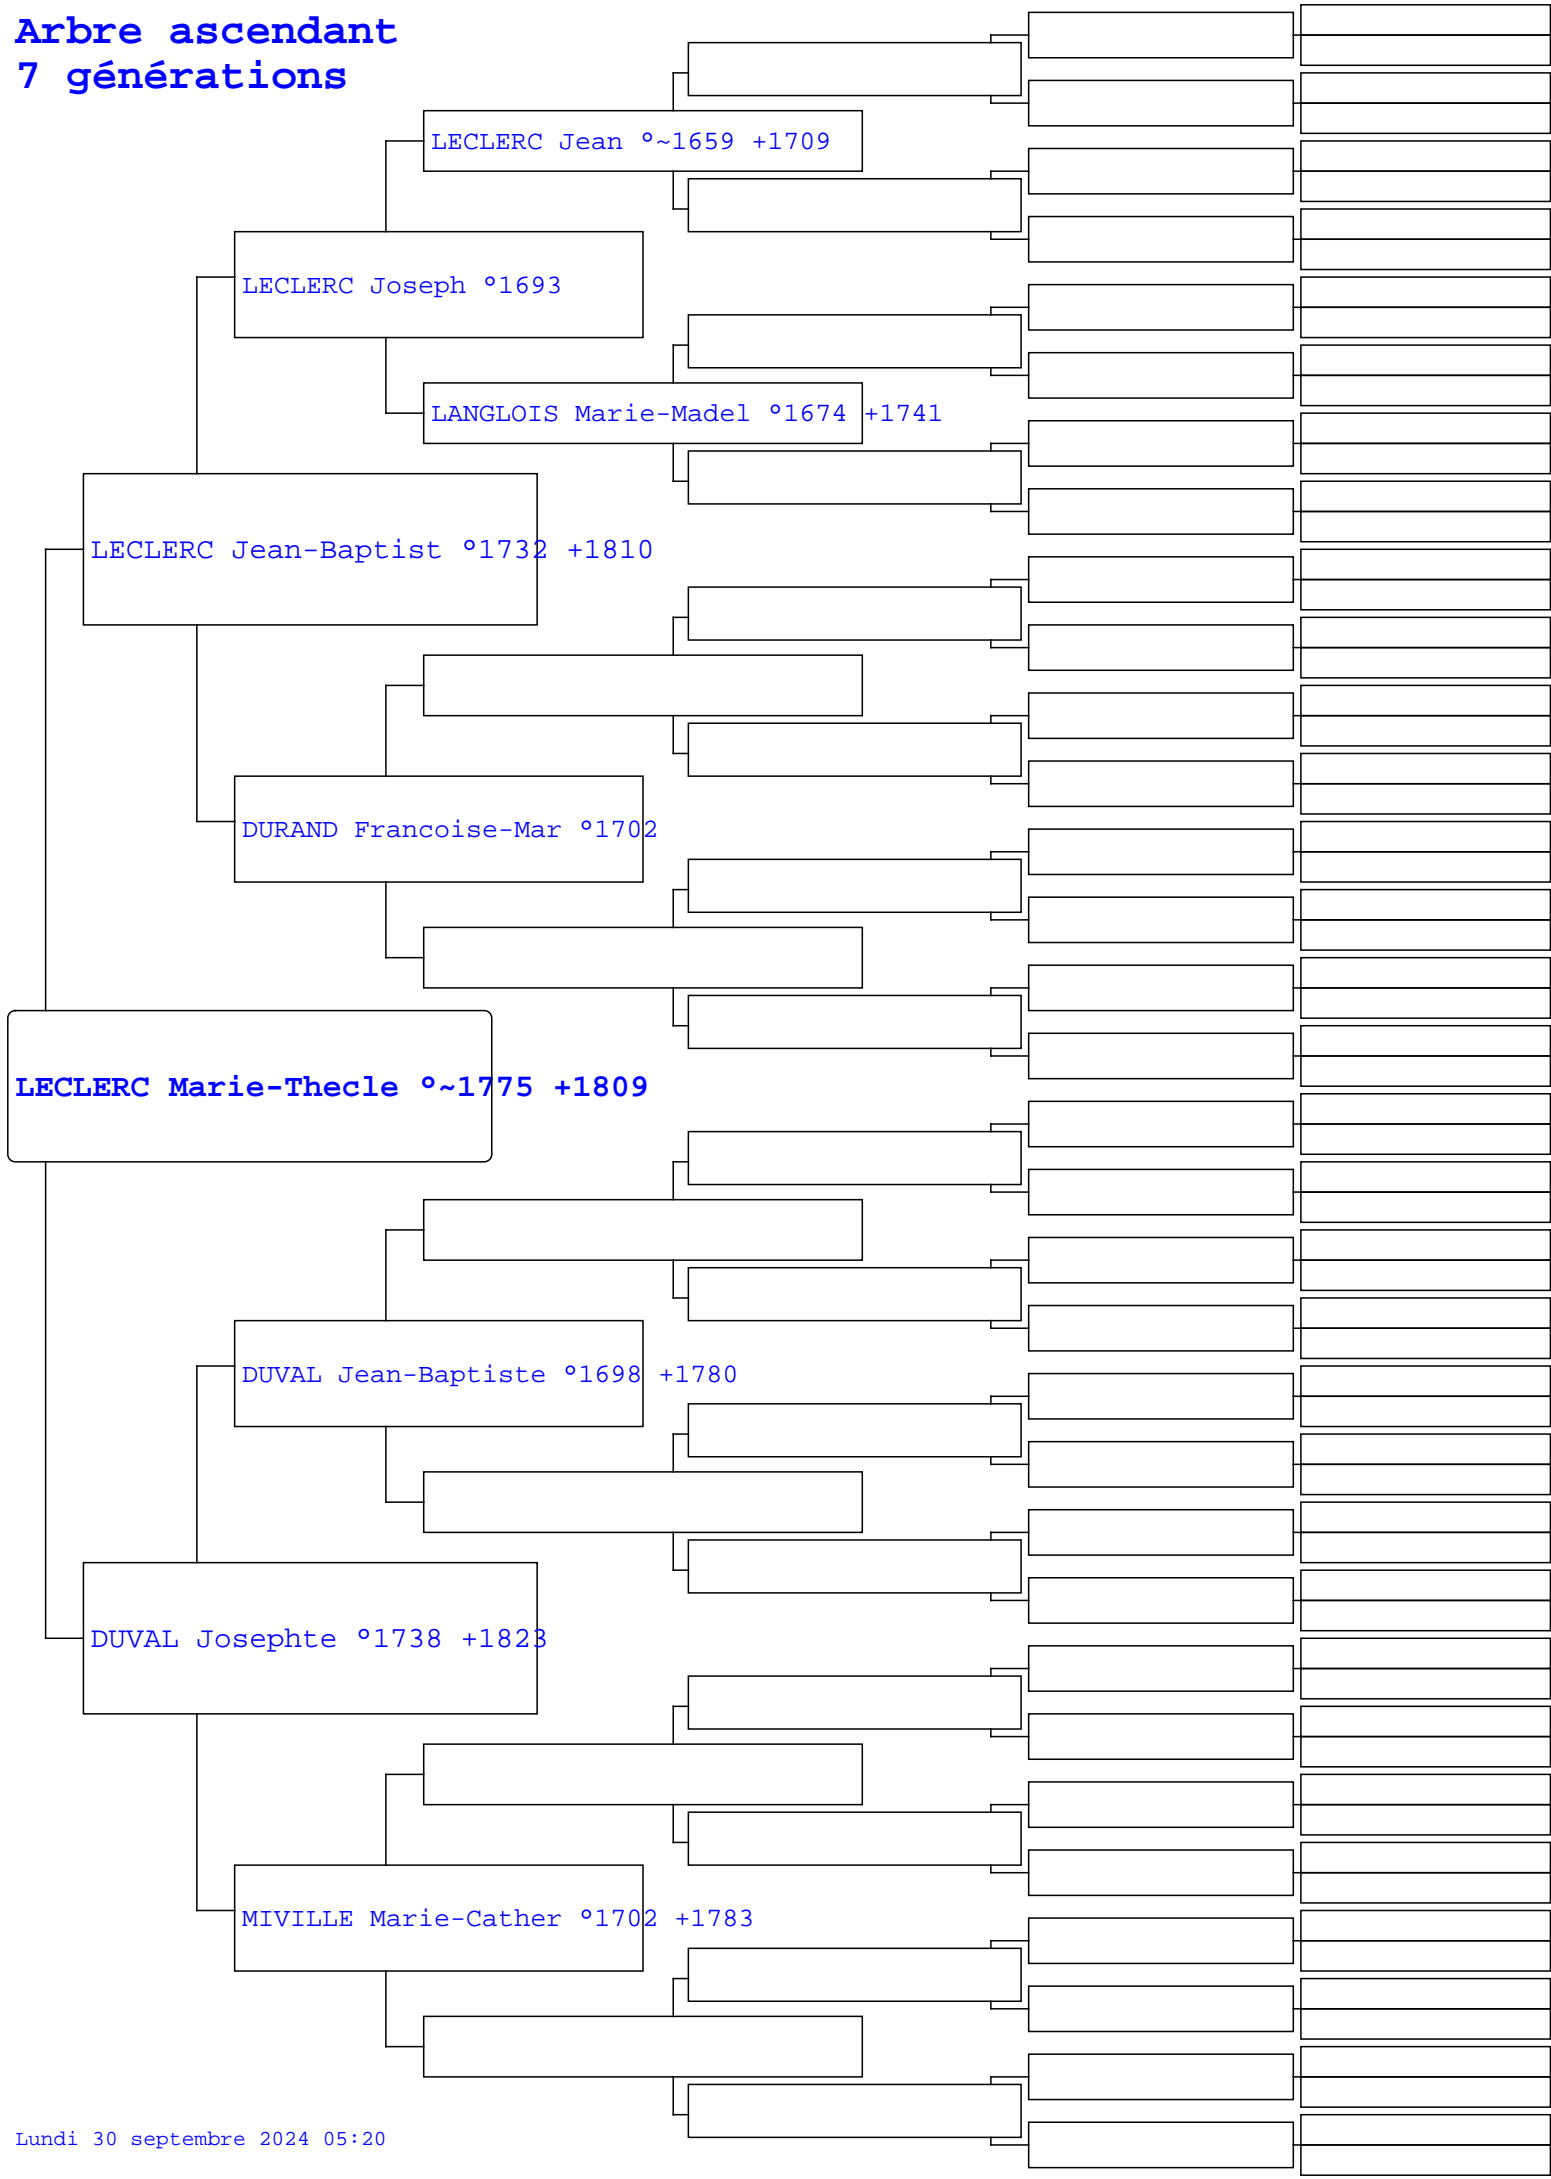 Arbre ascendant
7 générations
LECLERC Jean °~1659 +1709
LECLERC Joseph °1693
LANGLOIS Marie-Madel °1674 +1741
LECLERC Jean-Baptist °1732 +1810
DURAND Francoise-Mar °1702
LECLERC Marie-Thecle °~1775 +1809
DUVAL Jean-Baptiste °1698 +1780
DUVAL Josephte °1738 +1823
MIVILLE Marie-Cather °1702 +1783
Lundi 30 septembre 2024 05:20